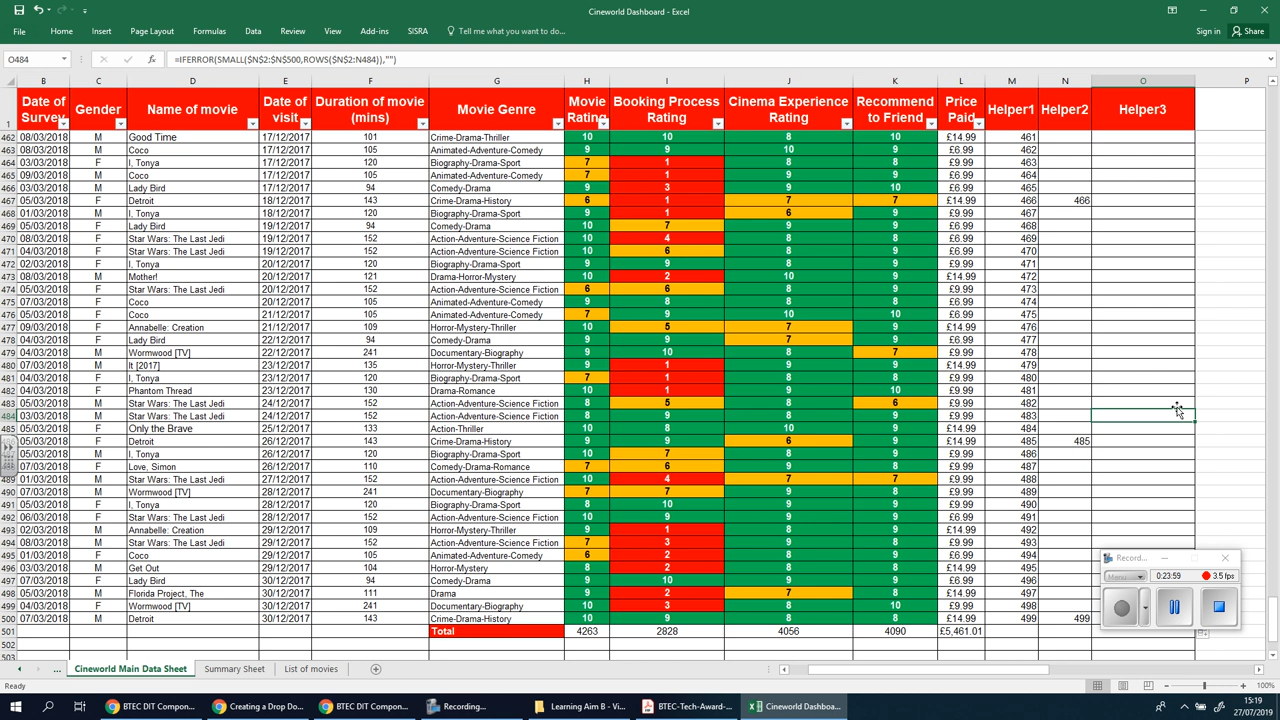 Cineworld Dashboard - Excel
File Home Insert Page Layout Formulas Data Review View Add-ins SISRA Tell me what you want to do... Sign in Share
O484 fx =IFERROR(SMALL($N$2:$N$500,ROWS($N$2:N484)),"")
B C D E F G H I J K L M N O P
1 Date of Survey Gender Name of movie Date of visit Duration of movie (mins) Movie Genre Movie Rating Booking Process Rating Cinema Experience Rating Recommend to Friend Price Paid Helper1 Helper2 Helper3
462 08/03/2018 M Good Time 17/12/2017 101 Crime-Drama-Thriller 10 10 8 10 £14.99 461
463 08/03/2018 M Coco 17/12/2017 105 Animated-Adventure-Comedy 9 9 10 9 £6.99 462
464 03/03/2018 F I, Tonya 17/12/2017 120 Biography-Drama-Sport 7 1 8 8 £9.99 463
465 09/03/2018 M Coco 17/12/2017 105 Animated-Adventure-Comedy 7 1 9 9 £6.99 464
466 03/03/2018 M Lady Bird 17/12/2017 94 Comedy-Drama 9 3 9 10 £9.99 465
467 05/03/2018 F Detroit 18/12/2017 143 Crime-Drama-History 6 1 7 7 £14.99 466 466
468 01/03/2018 M I, Tonya 18/12/2017 120 Biography-Drama-Sport 9 1 6 9 £9.99 467
469 05/03/2018 F Lady Bird 19/12/2017 94 Comedy-Drama 10 7 9 9 £9.99 468
470 08/03/2018 M Star Wars: The Last Jedi 19/12/2017 152 Action-Adventure-Science Fiction 10 4 8 9 £6.99 469
471 04/03/2018 F Star Wars: The Last Jedi 19/12/2017 152 Action-Adventure-Science Fiction 10 6 8 8 £6.99 470
472 02/03/2018 F I, Tonya 20/12/2017 120 Biography-Drama-Sport 9 9 8 9 £9.99 471
473 08/03/2018 M Mother! 20/12/2017 121 Drama-Horror-Mystery 10 2 10 9 £14.99 472
474 05/03/2018 F Star Wars: The Last Jedi 20/12/2017 152 Action-Adventure-Science Fiction 6 6 8 8 £14.99 473
475 07/03/2018 F Coco 20/12/2017 105 Animated-Adventure-Comedy 9 8 8 9 £6.99 474
476 05/03/2018 F Coco 21/12/2017 105 Animated-Adventure-Comedy 7 9 10 10 £6.99 475
477 09/03/2018 F Annabelle: Creation 21/12/2017 109 Horror-Mystery-Thriller 10 5 7 9 £14.99 476
478 04/03/2018 F Lady Bird 22/12/2017 94 Comedy-Drama 9 9 7 9 £6.99 477
479 04/03/2018 M Wormwood [TV] 22/12/2017 241 Documentary-Biography 9 10 8 7 £9.99 478
480 07/03/2018 M It [2017] 23/12/2017 135 Horror-Mystery-Thriller 9 1 8 9 £14.99 479
481 04/03/2018 F I, Tonya 23/12/2017 120 Biography-Drama-Sport 7 1 8 8 £9.99 480
482 04/03/2018 F Phantom Thread 23/12/2017 130 Drama-Romance 10 1 8 10 £9.99 481
483 05/03/2018 M Star Wars: The Last Jedi 24/12/2017 152 Action-Adventure-Science Fiction 8 5 8 6 £9.99 482
484 03/03/2018 M Star Wars: The Last Jedi 24/12/2017 152 Action-Adventure-Science Fiction 8 9 8 9 £9.99 483
485 05/03/2018 F Only the Brave 25/12/2017 133 Action-Thriller 10 8 10 8 £14.99 484
05/03/2018 F Detroit 26/12/2017 143 Crime-Drama-History 9 9 6 9 £14.99 485 485
05/03/2018 M I, Tonya 26/12/2017 120 Biography-Drama-Sport 10 7 9 8 £9.99 486
07/03/2018 F Love, Simon 26/12/2017 110 Comedy-Drama-Romance 7 6 9 8 £9.99 487
489 01/03/2018 M Star Wars: The Last Jedi 27/12/2017 152 Action-Adventure-Science Fiction 10 4 7 7 £14.99 488
490 07/03/2018 M Wormwood [TV] 28/12/2017 241 Documentary-Biography 7 7 9 8 £9.99 489
491 07/03/2018 F I, Tonya 28/12/2017 120 Biography-Drama-Sport 8 10 9 8 £9.99 490
492 06/03/2018 F Star Wars: The Last Jedi 28/12/2017 152 Action-Adventure-Science Fiction 10 9 9 8 £6.99 491
493 02/03/2018 M Annabelle: Creation 29/12/2017 109 Horror-Mystery-Thriller 9 1 8 8 £14.99 492
494 08/03/2018 M Star Wars: The Last Jedi 29/12/2017 152 Action-Adventure-Science Fiction 10 3 9 9 £9.99 493
495 01/03/2018 F Coco 29/12/2017 105 Animated-Adventure-Comedy 6 2 8 9 £6.99 494
496 04/03/2018 M Get Out 29/12/2017 104 Horror-Mystery 8 2 8 8 £14.99 495
497 07/03/2018 F Lady Bird 30/12/2017 94 Comedy-Drama 9 10 9 8 £6.99 496
498 05/03/2018 M Florida Project, The 30/12/2017 111 Drama 9 2 7 9 £14.99 497
499 04/03/2018 F Wormwood [TV] 30/12/2017 241 Documentary-Biography 10 3 8 10 £9.99 498
500 07/03/2018 M Detroit 30/12/2017 143 Crime-Drama-History 10 9 8 8 £14.99 499 499
501 Total 4263 2828 4056 4090 £5,461.01
502
503
Record...
Menu 0:23:59 3.5 fps
... Cineworld Main Data Sheet Summary Sheet List of movies
Ready 100%
BTEC DIT Compon... Creating a Drop Do... BTEC DIT Compon... Recording... Learning Aim B - Vi... BTEC-Tech-Award-... Cineworld Dashboa... 15:19
27/07/2019